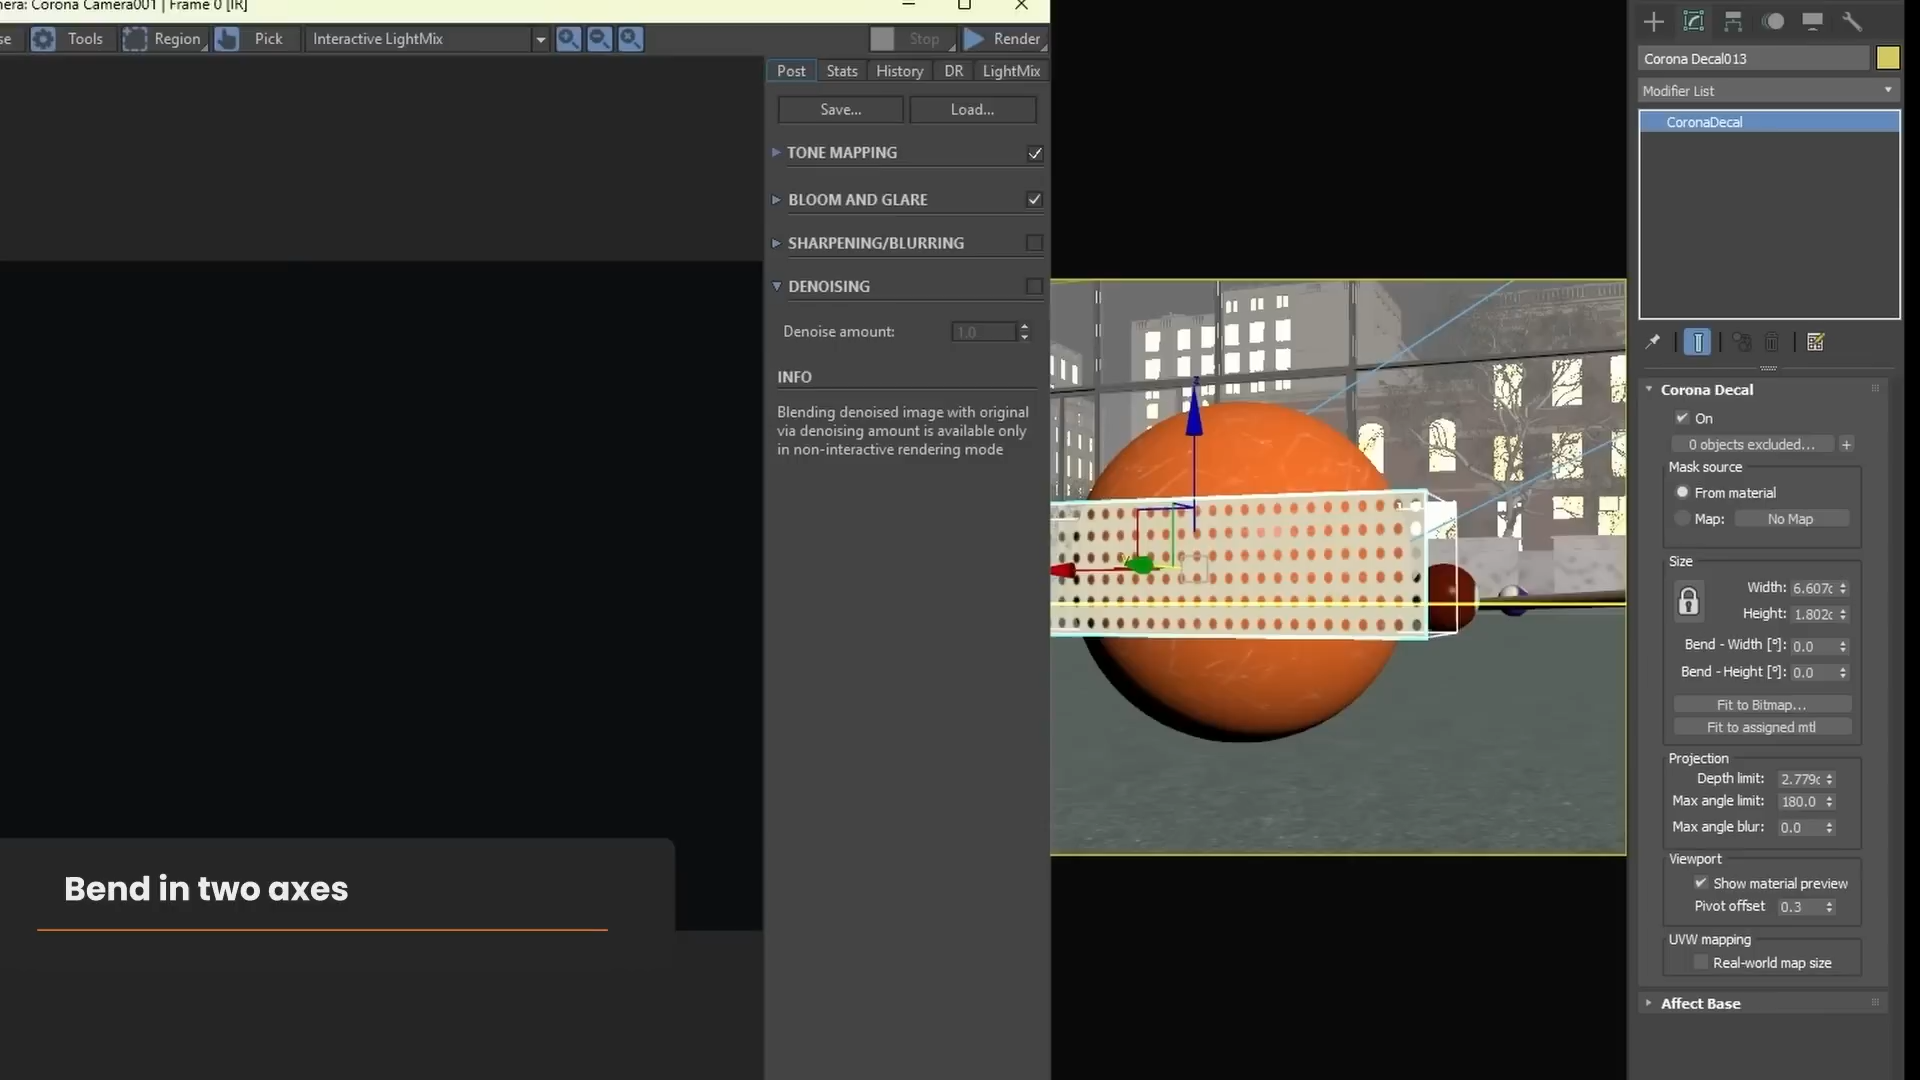 nera: Corona Camera001 | Frame 0 [IR]
se Tools Region Pick Interactive LightMix Stop Render
Post Stats History DR LightMix
Save... Load...
TONE MAPPING
BLOOM AND GLARE
SHARPENING/BLURRING
DENOISING
Denoise amount: 1.0
INFO
Blending denoised image with original
via denoising amount is available only
in non-interactive rendering mode
Bend in two axes
z
Corona Decal013
Modifier List
CoronaDecal
Corona Decal
On
0 objects excluded... +
Mask source
From material
Map: No Map
Size
Width: 6.607c
Height: 1.802c
Bend - Width [°]: 0.0
Bend - Height [°]: 0.0
Fit to Bitmap...
Fit to assigned mtl
Projection
Depth limit: 2.779c
Max angle limit: 180.0
Max angle blur: 0.0
Viewport
Show material preview
Pivot offset 0.3
UVW mapping
Real-world map size
Affect Base